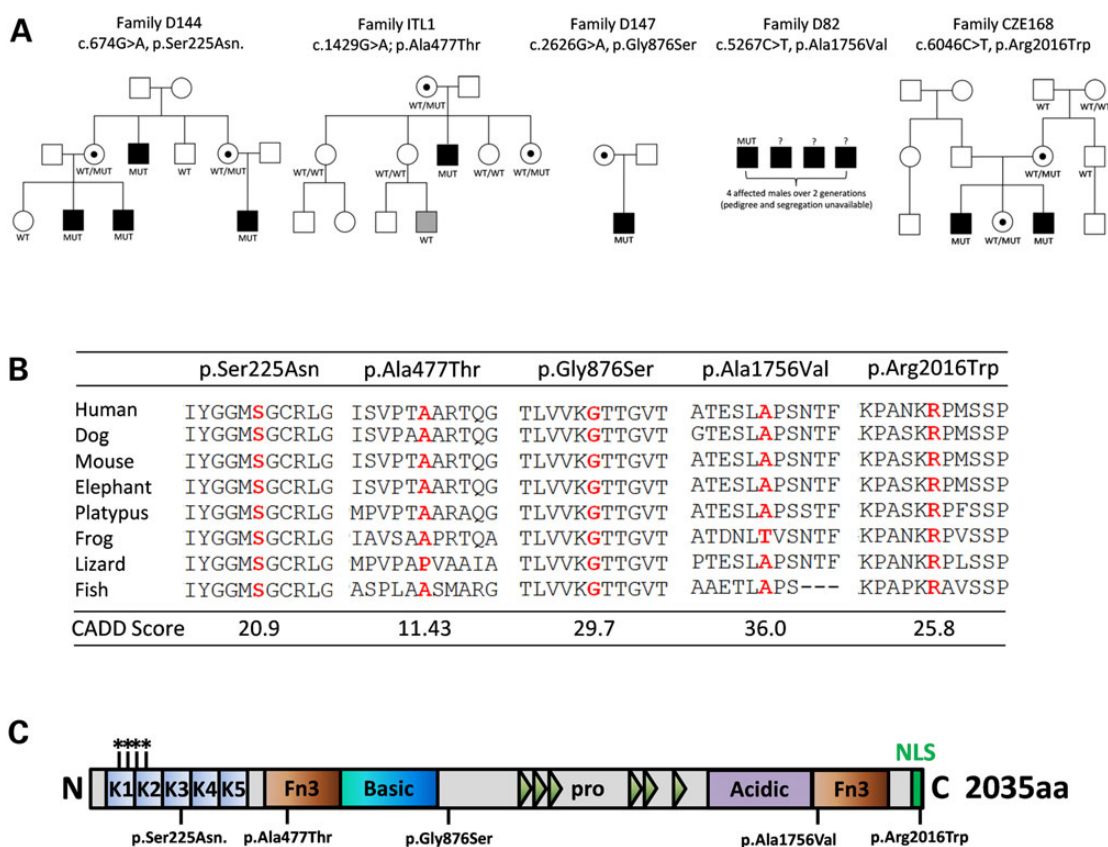 A
Family D144
c.674G>A, p.Ser225Asn.
WT/MUT
MUT
WT
WT/MUT
WT
MUT
MUT
MUT
Family ITL1
c.1429G>A; p.Ala477Thr
WT/MUT
WT/WT
WT/WT
MUT
WT/WT
WT/MUT
WT
Family D147
c.2626G>A, p.Gly876Ser
MUT
Family D82
c.5267C>T, p.Ala1756Val
MUT ? ? ?
4 affected males over 2 generations
(pedigree and segregation unavailable)
Family CZE168
c.6046C>T, p.Arg2016Trp
WT
WT/WT
WT/MUT
WT
MUT
WT/MUT
MUT
B
p.Ser225Asn p.Ala477Thr p.Gly876Ser p.Ala1756Val p.Arg2016Trp
Human IYGGMSGCRLG ISVPTAARTQG TLVVKGTTGVT ATESLAPSNTF KPANKRPMSSP
Dog IYGGMSGCRLG ISVPAAARTQG TLVVKGTTGVT GTESLAPSNTF KPASKRPMSSP
Mouse IYGGMSGCRLG ISVPTAARTQG TLVVKGTTGVT ATESLAPSNTF KPANKRPMSSP
Elephant IYGGMSGCRLG ISVPTAARTQG TLVVKGTTGVT ATESLAPSNTF KPANKRPMSSP
Platypus IYGGMSGCRLG MPVPTAARAQG TLVVKGTTGVT ATESLAPSSTF KPANKRPFSSP
Frog IYGGMSGCRLG IAVSAAPRTQA TLVVKGTTGVT ATDNLTVSNTF KPANKRPMSSP
Lizard IYGGMSGCRLG MPVPAPVAAIA TLVVKGTTGVT PTESLAPSNTF KPANKRPLSSP
Fish IYGGMSGCRLG ASPLAASMARG TLVVKGTTGVT AAETLAPS--- KPAPKRAVSSP
CADD Score 20.9 11.43 29.7 36.0 25.8
C
****
NLS
N K1 K2 K3 K4 K5 Fn3 Basic pro Acidic Fn3 C 2035aa
p.Ser225Asn. p.Ala477Thr p.Gly876Ser p.Ala1756Val p.Arg2016Trp